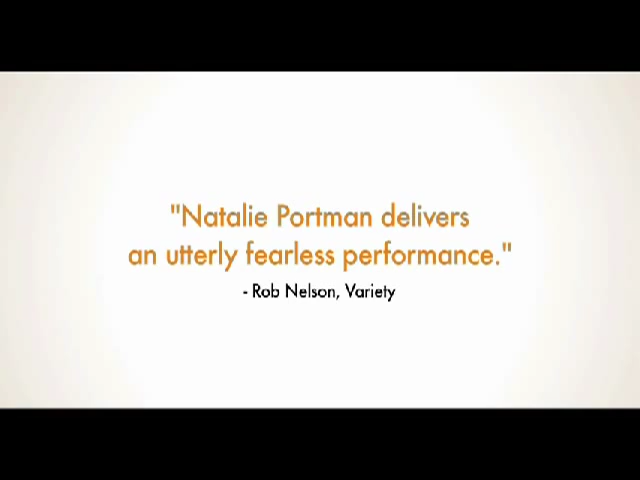 "Natalie Portman delivers
an utterly fearless performance."
- Rob Nelson, Variety